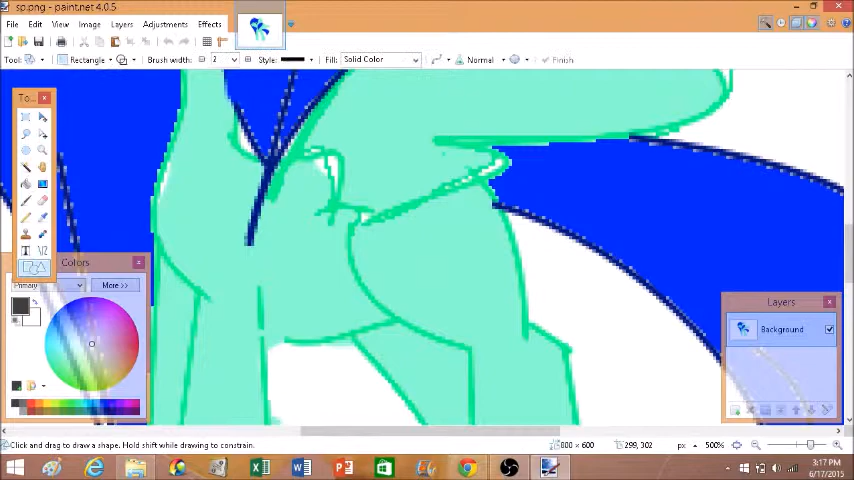 sp.png - paint.net 4.0.5
File Edit View Image Layers Adjustments Effects
Tool: Rectangle Brush width: 2 Style: Fill: Solid Color Normal Finish
To...
Colors
Primary More >>
Layers
Background
Click and drag to draw a shape. Hold shift while drawing to constrain. 800 × 600 299, 302 px 500%
3:17 PM
6/17/2015